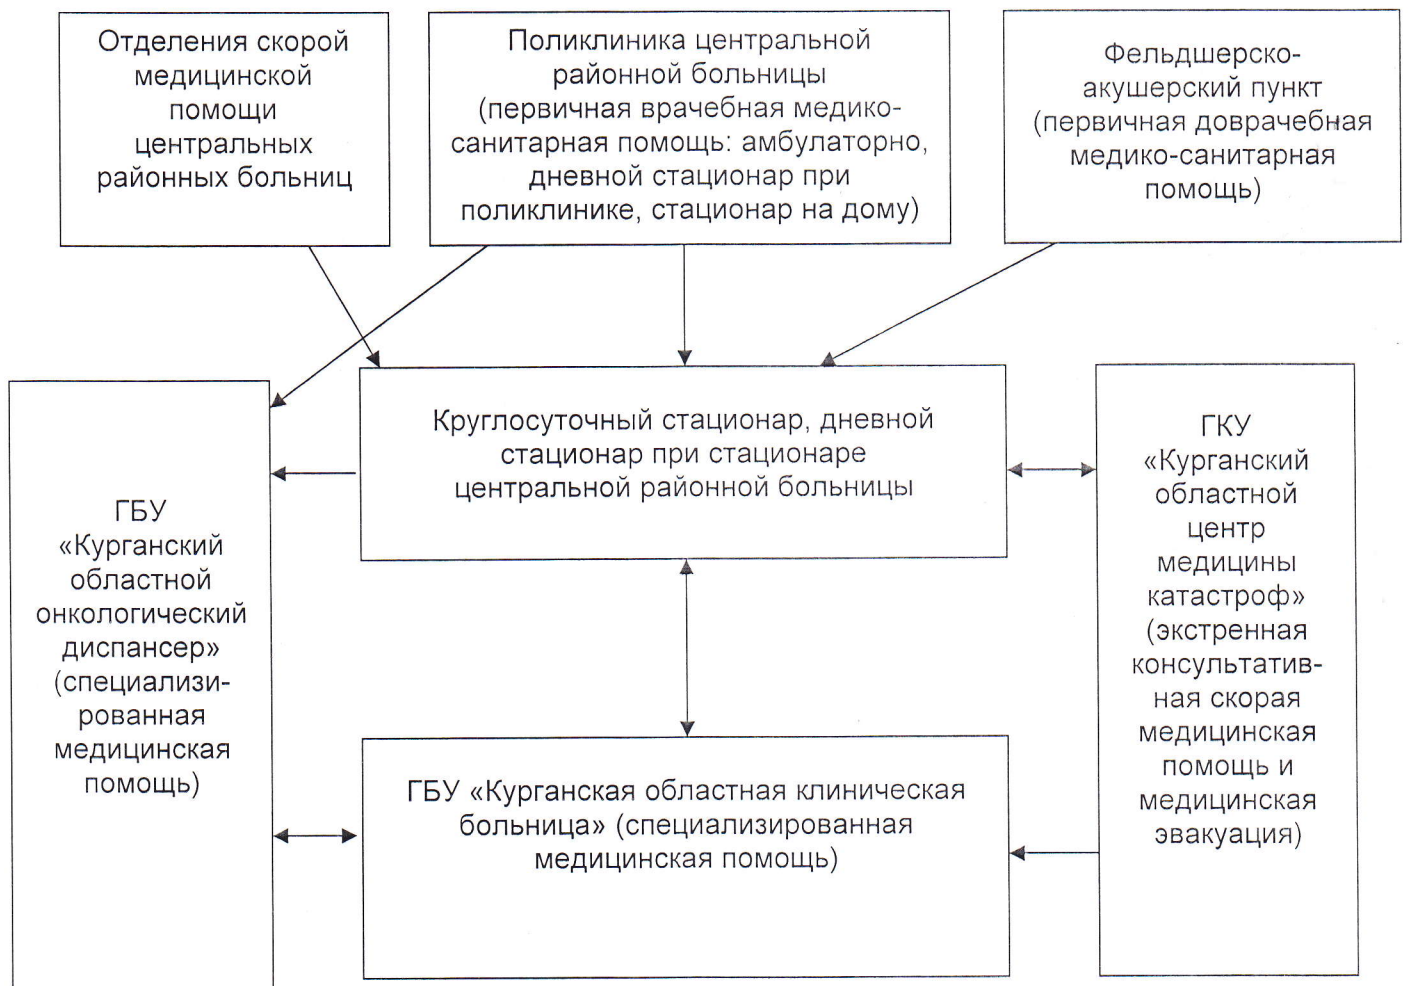 Отделения скорой
медицинской
помощи
центральных
районных больниц
Поликлиника центральной
районной больницы
(первичная врачебная медико-
санитарная помощь: амбулаторно,
дневной стационар при
поликлинике, стационар на дому)
Фельдшерско-
акушерский пункт
(первичная доврачебная
медико-санитарная
помощь)
Круглосуточный стационар, дневной
стационар при стационаре
центральной районной больницы
ГБУ
«Курганский
областной
онкологический
диспансер»
(специализи-
рованная
медицинская
помощь)
ГКУ
«Курганский
областной
центр
медицины
катастроф»
(экстренная
консультатив-
ная скорая
медицинская
помощь и
медицинская
эвакуация)
ГБУ «Курганская областная клиническая
больница» (специализированная
медицинская помощь)